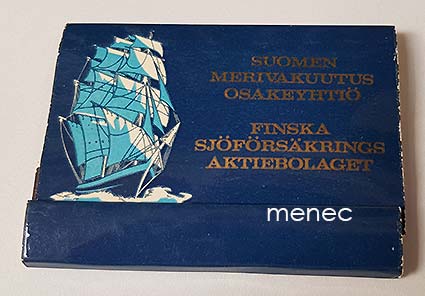 SUOMEN
MERIVAKUUTUS
OSAKEYHTIÖ
FINSKA
SJÖFÖRSÄKRINGS
AKTIEBOLAGET
menec